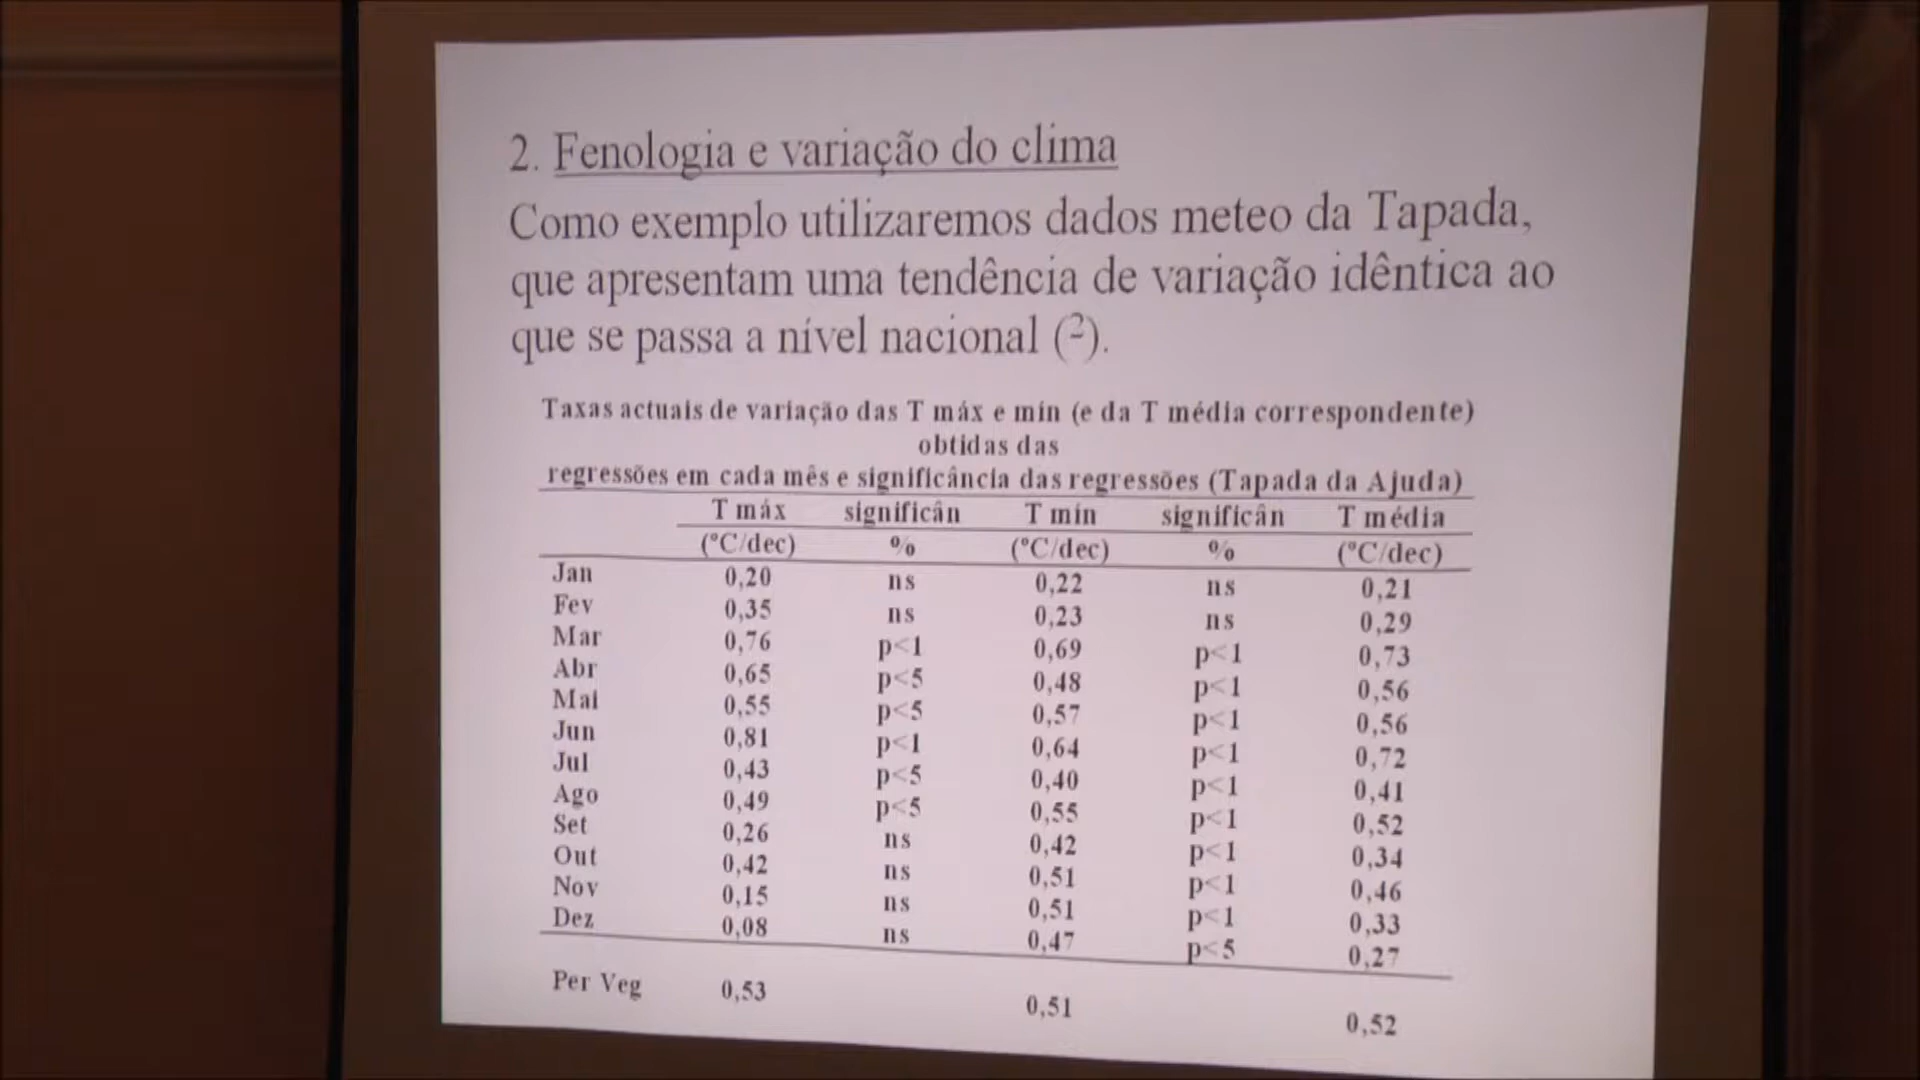 2. Fenologia e variação do clima
Como exemplo utilizaremos dados meteo da Tapada,
que apresentam uma tendência de variação idêntica ao
que se passa a nível nacional (²).
Taxas actuais de variação das T máx e mín (e da T média correspondente)
obtidas das
regressões em cada mês e significância das regressões (Tapada da Ajuda)
T máx significân T mín significân T média
(ºC/dec) % (ºC/dec) % (ºC/dec)
Jan 0,20 ns 0,22 ns 0,21
Fev 0,35 ns 0,23 ns 0,29
Mar 0,76 p<1 0,69 p<1 0,73
Abr 0,65 p<5 0,48 p<1 0,56
Mai 0,55 p<5 0,57 p<1 0,56
Jun 0,81 p<1 0,64 p<1 0,72
Jul 0,43 p<5 0,40 p<1 0,41
Ago 0,49 p<5 0,55 p<1 0,52
Set 0,26 ns 0,42 p<1 0,34
Out 0,42 ns 0,51 p<1 0,46
Nov 0,15 ns 0,51 p<1 0,33
Dez 0,08 ns 0,47 p<5 0,27
Per Veg 0,53 0,51 0,52